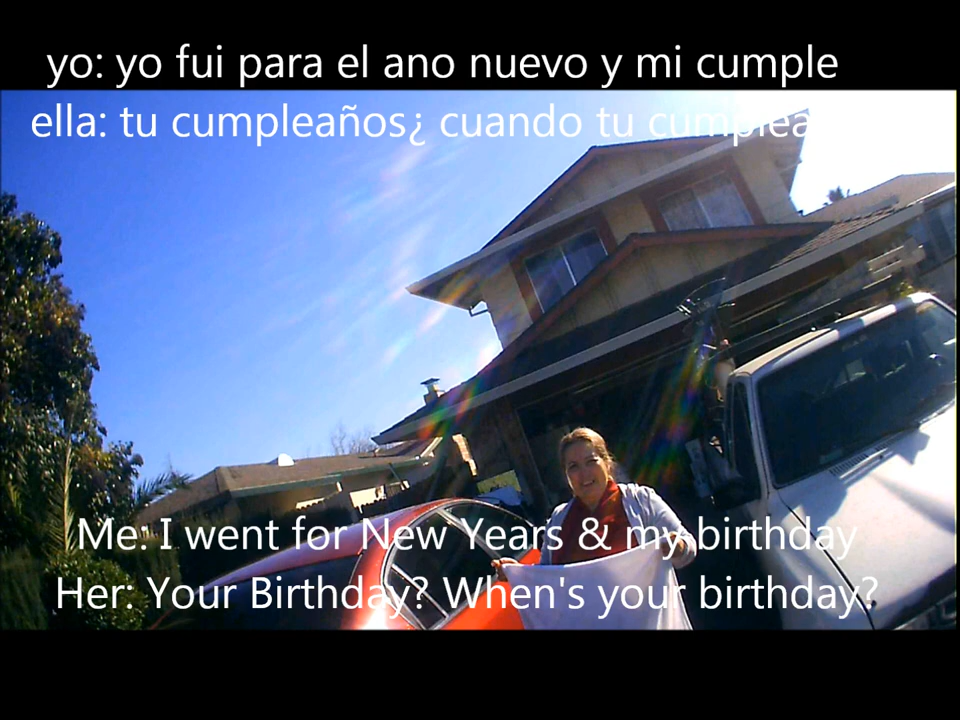 yo: yo fui para el ano nuevo y mi cumple
ella: tu cumpleaños¿ cuando tu cumplea
Me: I went for New Years & my birthday
Her: Your Birthday? When's your birthday?